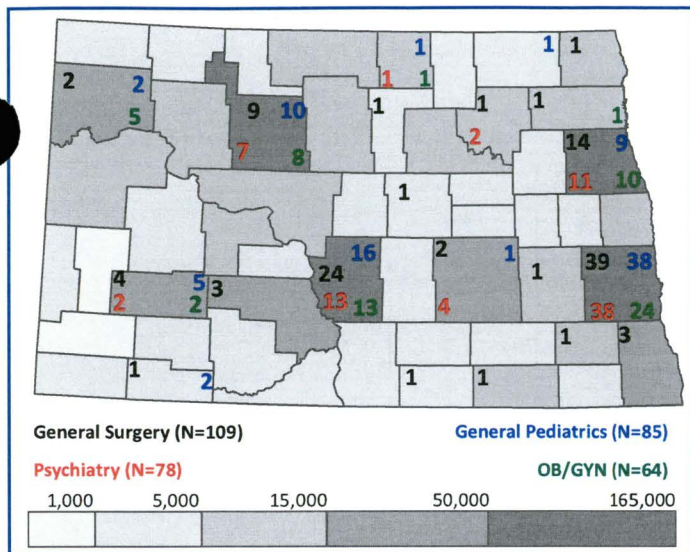 1 1 1
2 2 1 1
5 9 10 1 1 1 1
2
7 8 14 9
11 10
1
16 2 1
24 39 38
4 5 3 1
2 2 13 13 4 38 24
1 3
1 2 1 1
General Surgery (N=109) General Pediatrics (N=85)
Psychiatry (N=78) OB/GYN (N=64)
1,000 5,000 15,000 50,000 165,000